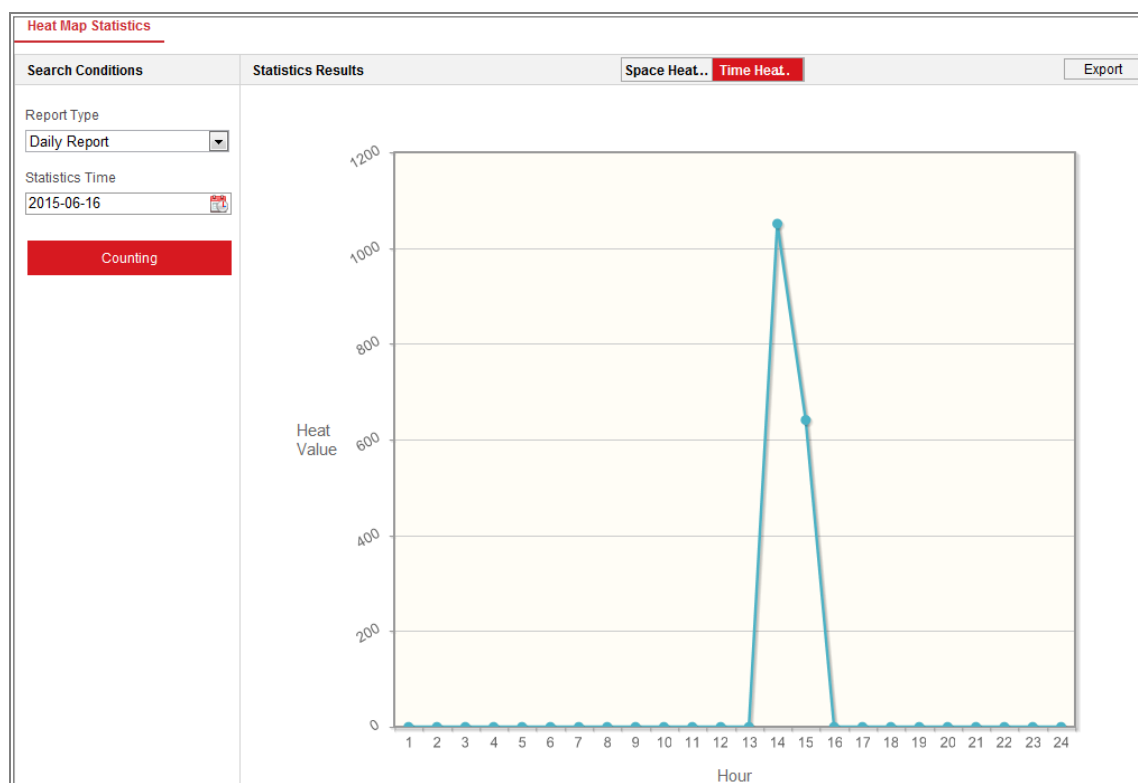 Heat Map Statistics
Search Conditions
Statistics Results
Space Heat...
Time Heat..
Export
Report Type
Daily Report
Statistics Time
2015-06-16
Counting
1200
1000
800
Heat
Value
600
400
200
0
1 2 3 4 5 6 7 8 9 10 11 12 13 14 15 16 17 18 19 20 21 22 23 24
Hour